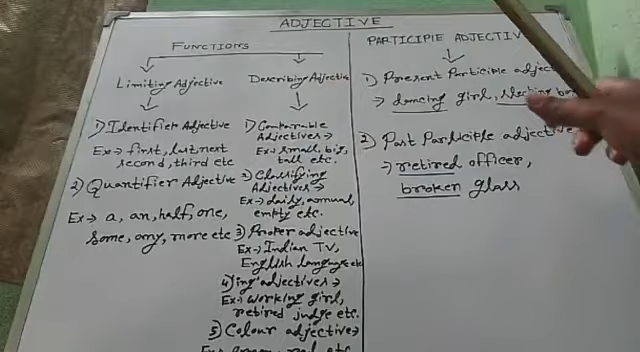 ADJECTIVE
FUNCTIONS
Limiting Adjective
1) Identifier Adjective
Ex → first, last, next
second, third etc
2) Quantifier Adjective
Ex → a, an, half, one,
some, any, more etc
Describing Adjective
1) Comparable
Adjectives →
Ex → small, big,
tall etc.
2) Classifying
Adjectives →
Ex → daily, annual,
empty etc.
3) Proper adjective
Ex → Indian TV,
English language etc
4) 'ing' adjectives →
Ex → working girl,
retired judge etc.
5) Colour adjective →
PARTICIPLE ADJECTIV
1) Present Participle adject
→ dancing girl,
2) Past Participle adjective
→ retired officer,
broken glass